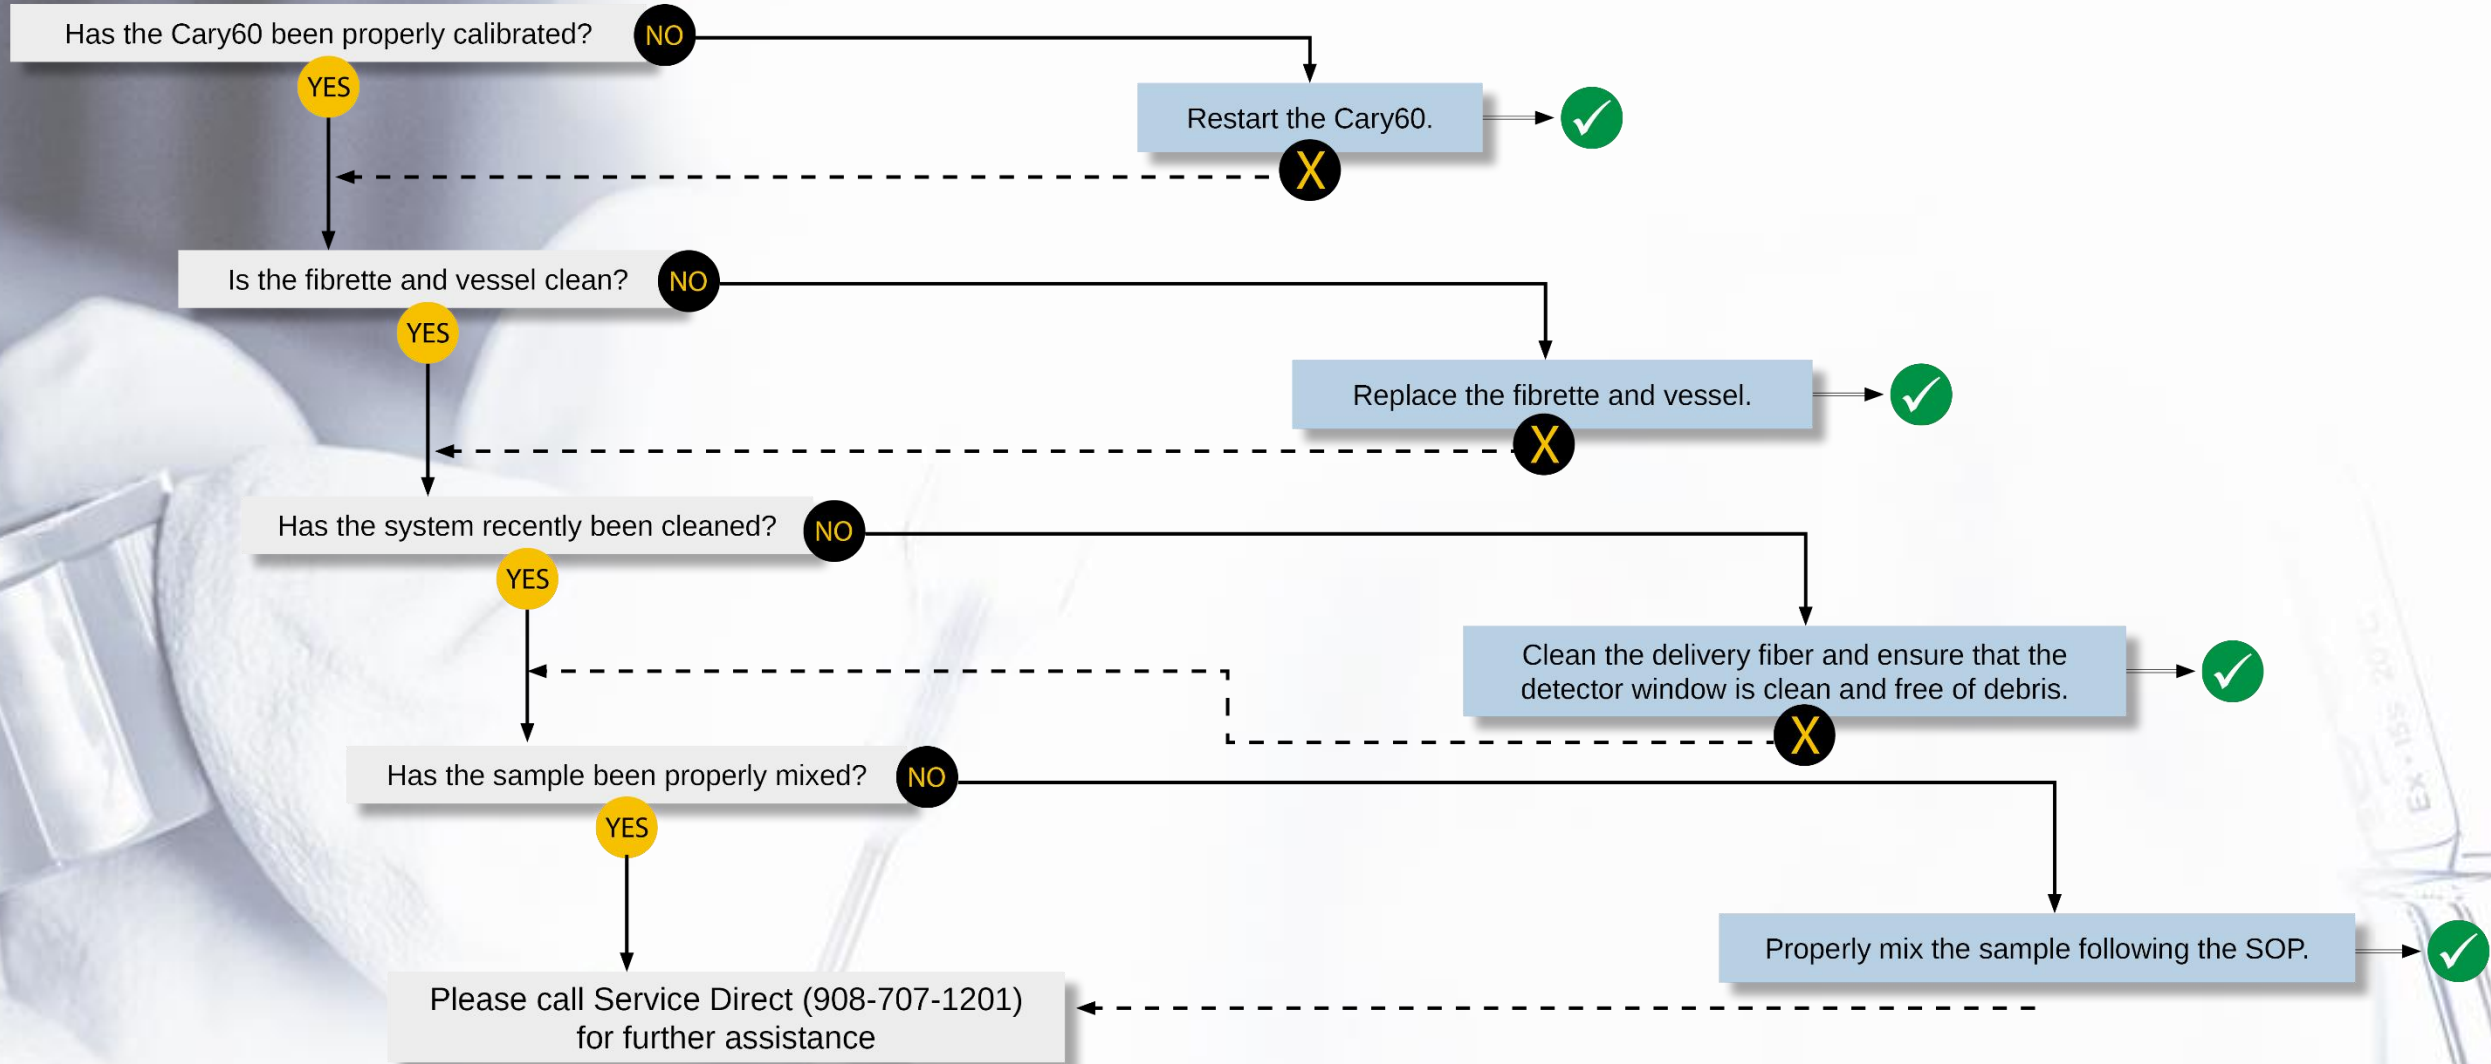 Has the Cary60 been properly calibrated?
NO
YES
Restart the Cary60.
X
Is the fibrette and vessel clean?
NO
YES
Replace the fibrette and vessel.
X
Has the system recently been cleaned?
NO
YES
Clean the delivery fiber and ensure that the
detector window is clean and free of debris.
X
Has the sample been properly mixed?
NO
YES
Properly mix the sample following the SOP.
Please call Service Direct (908-707-1201)
for further assistance